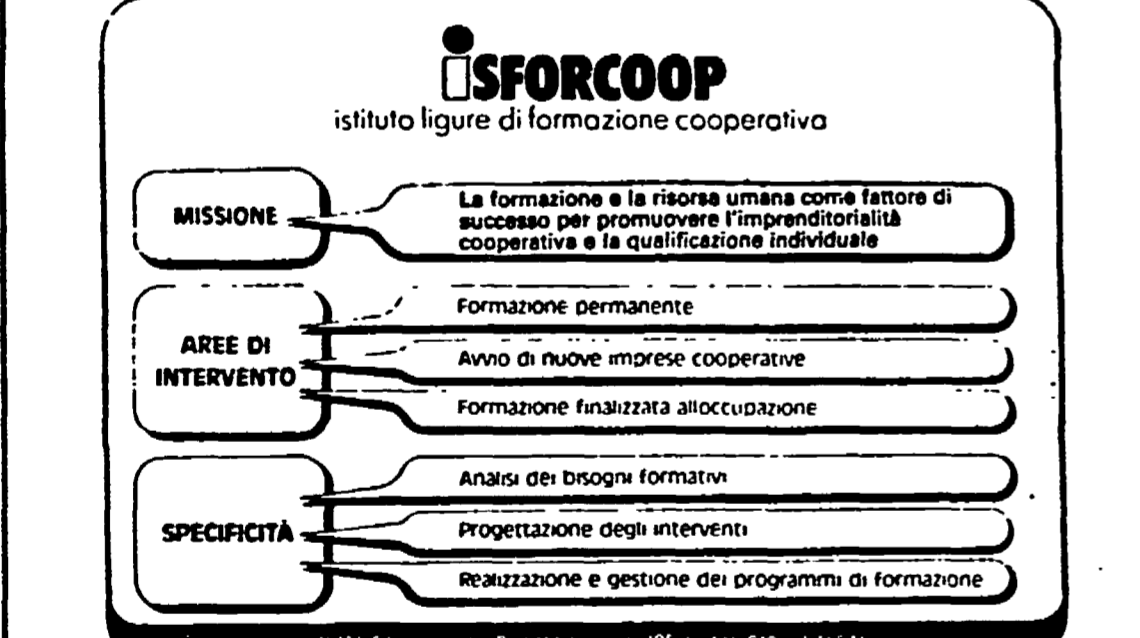 iSFORCOOP
istituto ligure di formazione cooperativa
MISSIONE
La formazione e la risorsa umana come fattore di
successo per promuovere l'imprenditorialità
cooperativa e la qualificazione individuale
AREE DI
INTERVENTO
Formazione permanente
Avvio di nuove imprese cooperative
Formazione finalizzata all'occupazione
SPECIFICITÀ
Analisi dei bisogni formativi
Progettazione degli interventi
Realizzazione e gestione dei programmi di formazione